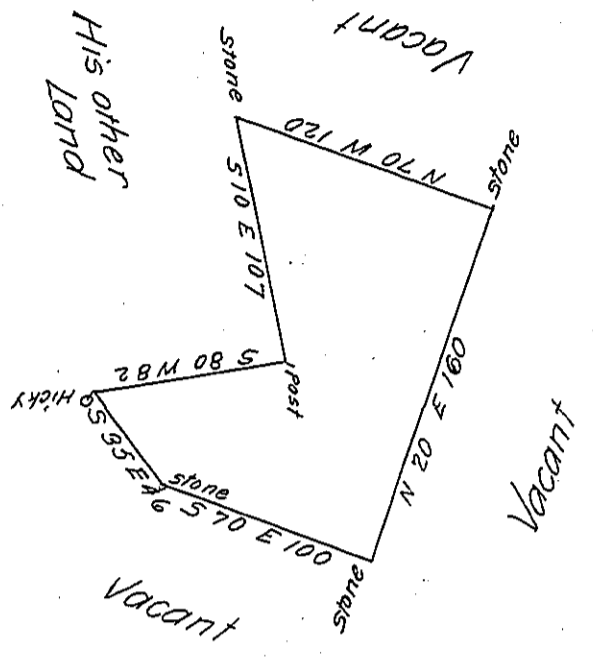 Vacant
stone
His other
Land
N 70 W 120
stone
S 10 E 107
N 20 E 160
Post
S 80 W 82
Hicky
S 35 E 46
stone
S 70 E 100
stone
Vacant
Vacant